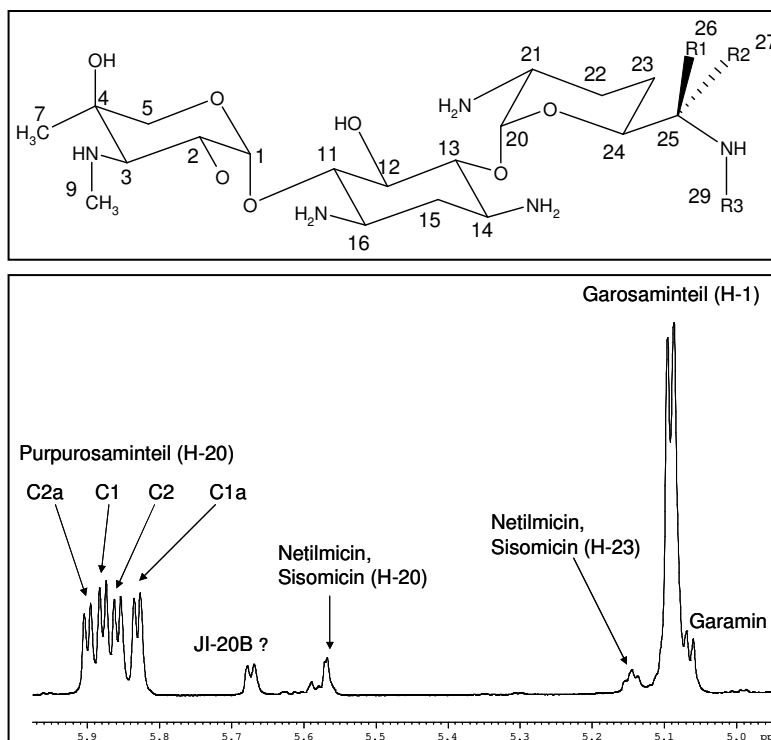 26
27
21
23
R1
R2
OH
22
7
4
5
H₂N
O
25
H₃C
O
HO
20
24
NH
HN
2
1
11
13
O
12
9
3
O
29
CH₃
O
H₂N
15
NH₂
R3
16
14
Garosaminteil (H-1)
Purpurosaminteil (H-20)
C2a
C1
C2
C1a
Netilmicin,
Sisomicin (H-23)
Netilmicin,
Sisomicin (H-20)
JI-20B ?
Garamin
5.9
5.8
5.7
5.6
5.5
5.4
5.3
5.2
5.1
5.0